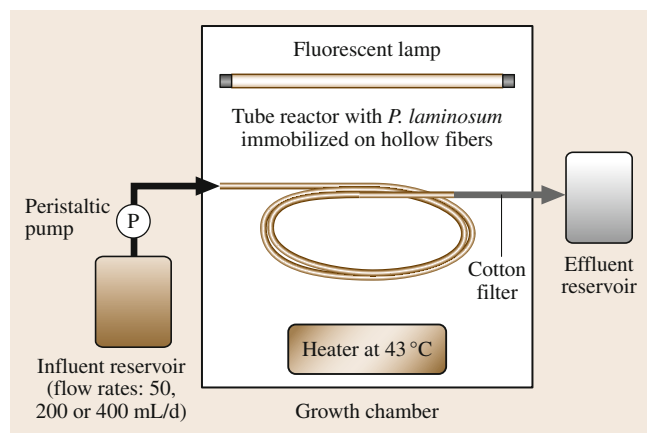 Fluorescent lamp
Tube reactor with P. laminosum
immobilized on hollow fibers
Peristaltic
pump
P
Cotton
filter
Effluent
reservoir
Influent reservoir
(flow rates: 50,
200 or 400 mL/d)
Heater at 43 °C
Growth chamber